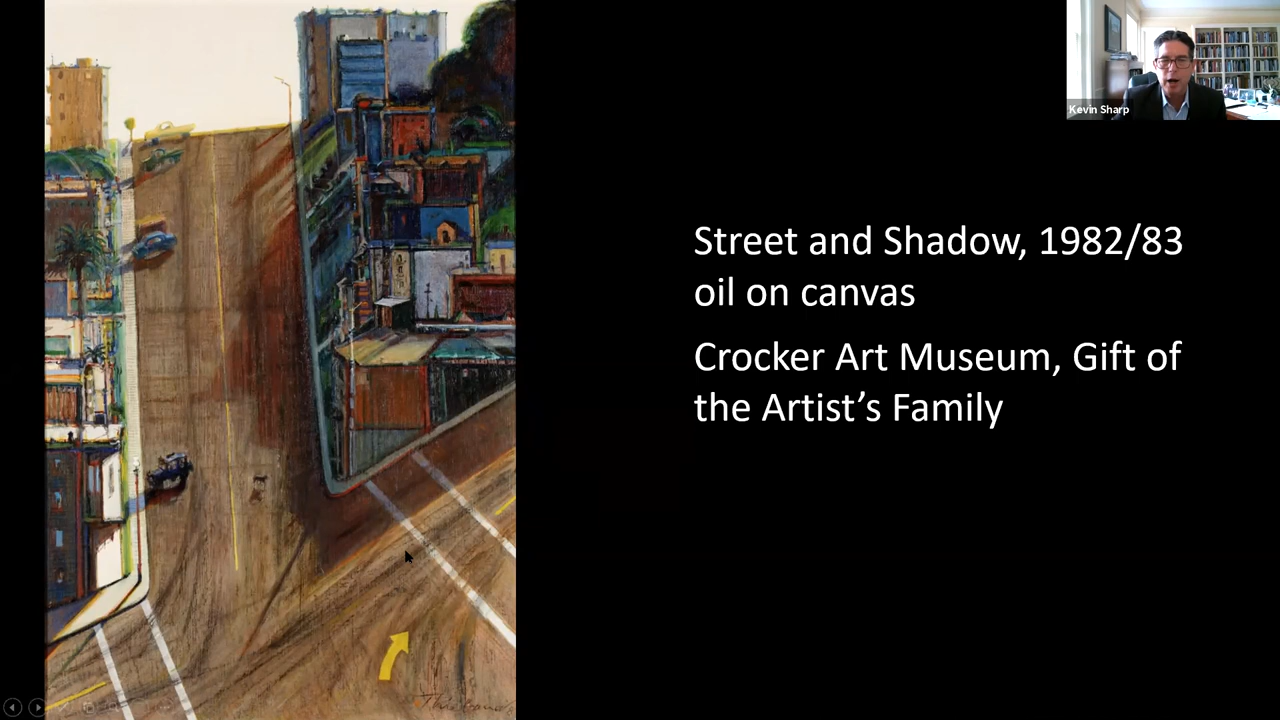 Kevin Sharp
Street and Shadow, 1982/83
oil on canvas
Crocker Art Museum, Gift of
the Artist’s Family